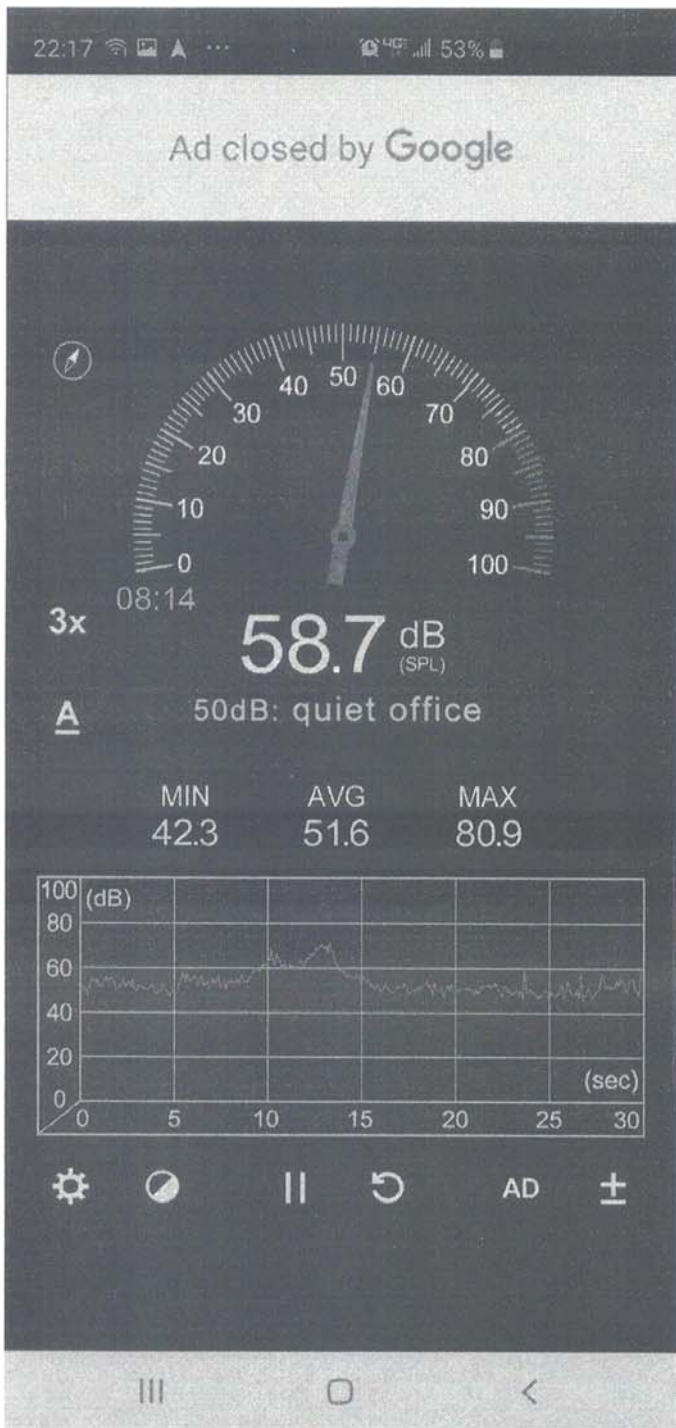 22:17 ... 4GE 53%
Ad closed by Google
50
40 60
30 70
20 80
10 90
0 100
08:14
3x
58.7 dB
(SPL)
A 50dB: quiet office
MIN AVG MAX
42.3 51.6 80.9
100 (dB)
80
60
40
20
0 (sec)
0 5 10 15 20 25 30
AD ±